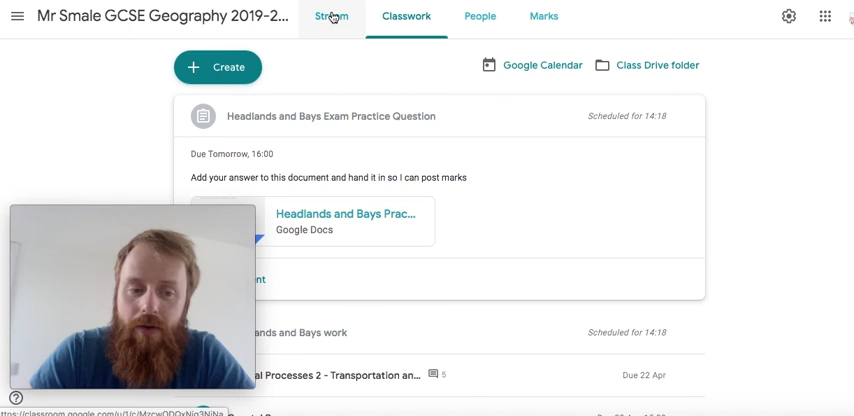 Mr Smale GCSE Geography 2019-2...
Stream
Classwork
People
Marks
Create
Google Calendar
Class Drive folder
Headlands and Bays Exam Practice Question
Scheduled for 14:18
Due Tomorrow, 16:00
Add your answer to this document and hand it in so I can post marks
Headlands and Bays Prac...
Google Docs
ands and Bays work
Scheduled for 14:18
al Processes 2 - Transportation an...
5
Due 22 Apr